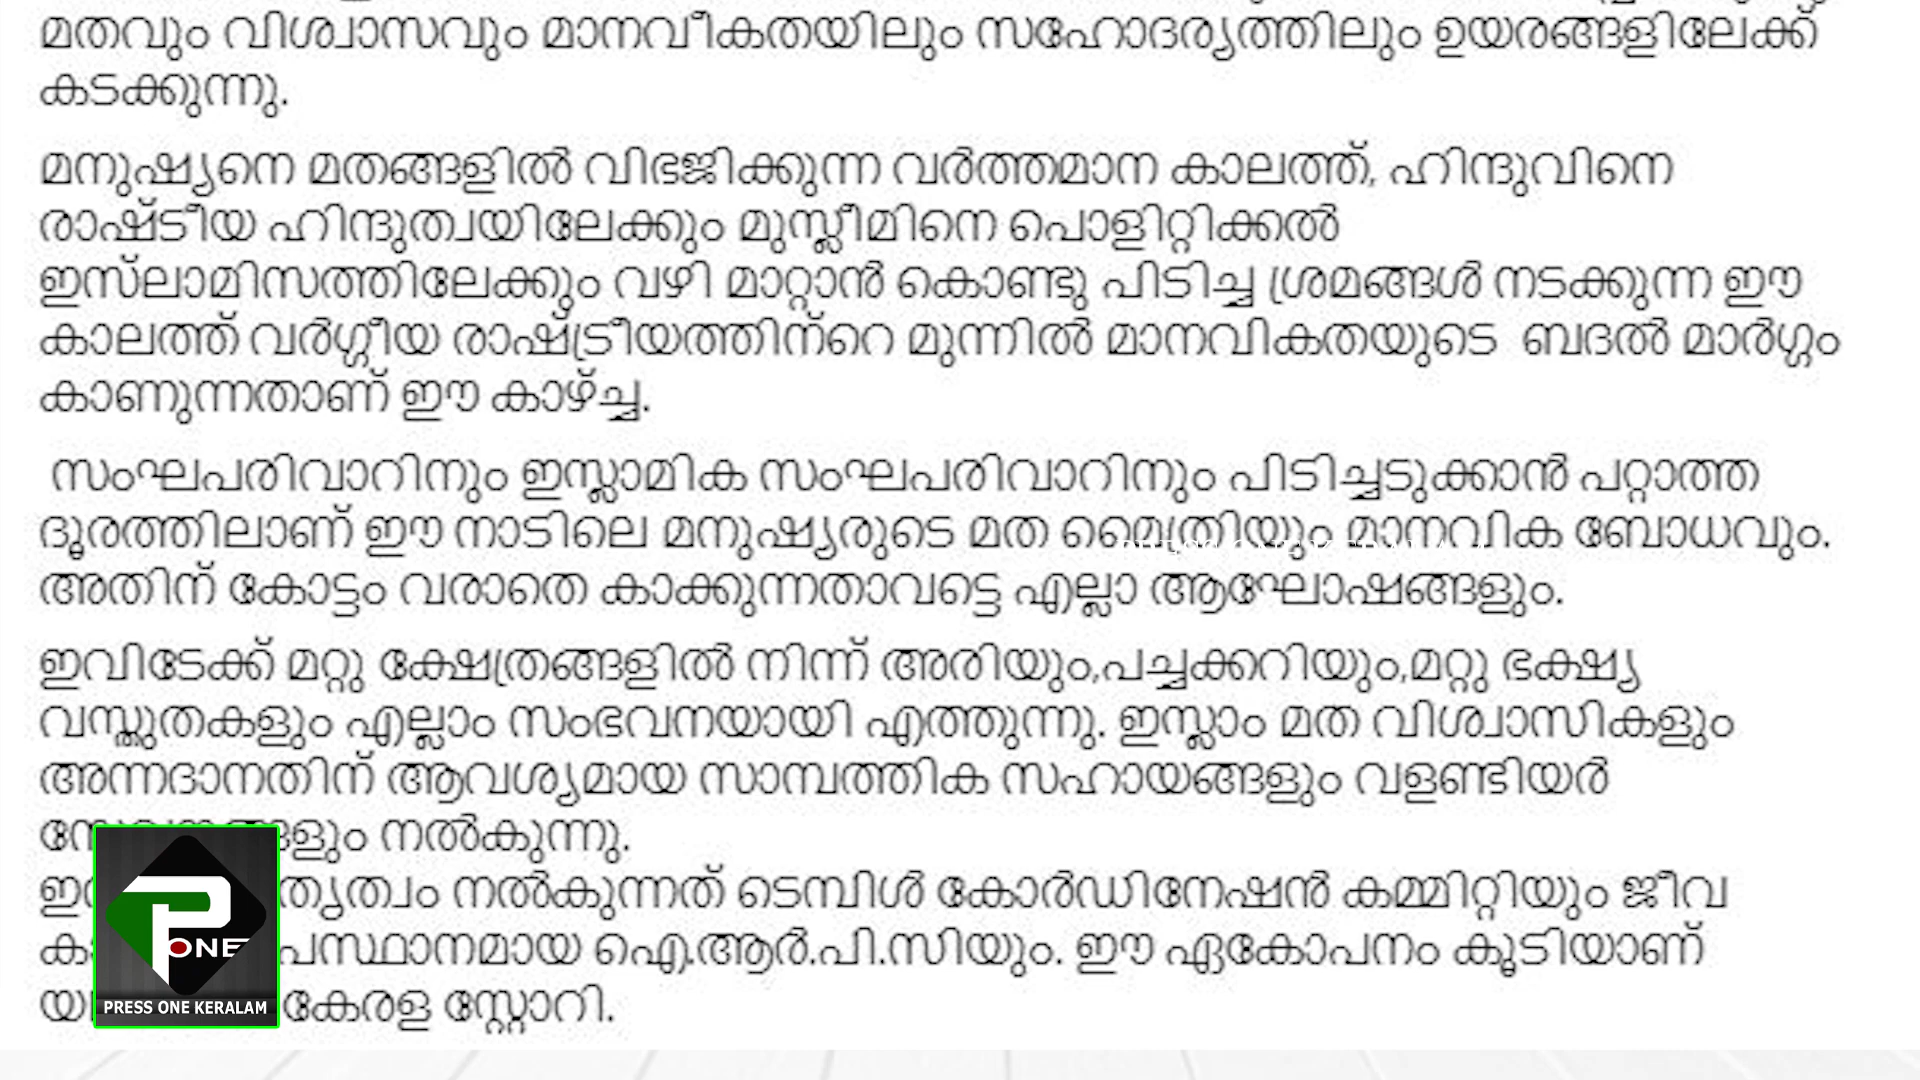 മതവും വിശ്വാസവും മാനവീകതയിലും സഹോദര്യത്തിലും ഉയരങ്ങളിലേക്ക്
കടക്കുന്നു.
മനുഷ്യനെ മതങ്ങളിൽ വിഭജിക്കുന്ന വർത്തമാന കാലത്ത്, ഹിന്ദുവിനെ
രാഷ്ടീയ ഹിന്ദുത്വയിലേക്കും മുസ്ലീമിനെ പൊളിറ്റിക്കൽ
ഇസ്‌ലാമിസത്തിലേക്കും വഴി മാറ്റാൻ കൊണ്ടു പിടിച്ച ശ്രമങ്ങൾ നടക്കുന്ന ഈ
കാലത്ത് വർഗ്ഗീയ രാഷ്ട്രീയത്തിന്റെ മുന്നിൽ മാനവികതയുടെ ബദൽ മാർഗ്ഗം
കാണുന്നതാണ് ഈ കാഴ്ച്ച.
സംഘപരിവാറിനും ഇസ്ലാമിക സംഘപരിവാറിനും പിടിച്ചടുക്കാൻ പറ്റാത്ത
ദൂരത്തിലാണ് ഈ നാടിലെ മനുഷ്യരുടെ മത മൈത്രിയും മാനവിക ബോധവും.
അതിന് കോട്ടം വരാതെ കാക്കുന്നതാവട്ടെ എല്ലാ ആഘോഷങ്ങളും.
ഇവിടേക്ക് മറ്റു ക്ഷേത്രങ്ങളിൽ നിന്ന് അരിയും,പച്ചക്കറിയും,മറ്റു ഭക്ഷ്യ
വസ്തുതകളും എല്ലാം സംഭവനയായി എത്തുന്നു. ഇസ്ലാം മത വിശ്വാസികളും
അന്നദാനതിന് ആവശ്യമായ സാമ്പത്തിക സഹായങ്ങളും വളണ്ടിയർ
നൽകുന്നു.
നൽകുന്നത് ടെമ്പിൾ കോർഡിനേഷൻ കമ്മിറ്റിയും ജീവ
ഐ.ആർ.പി.സിയും. ഈ ഏകോപനം കൂടിയാണ്
കേരള സ്റ്റോറി.
P ONE
PRESS ONE KERALAM